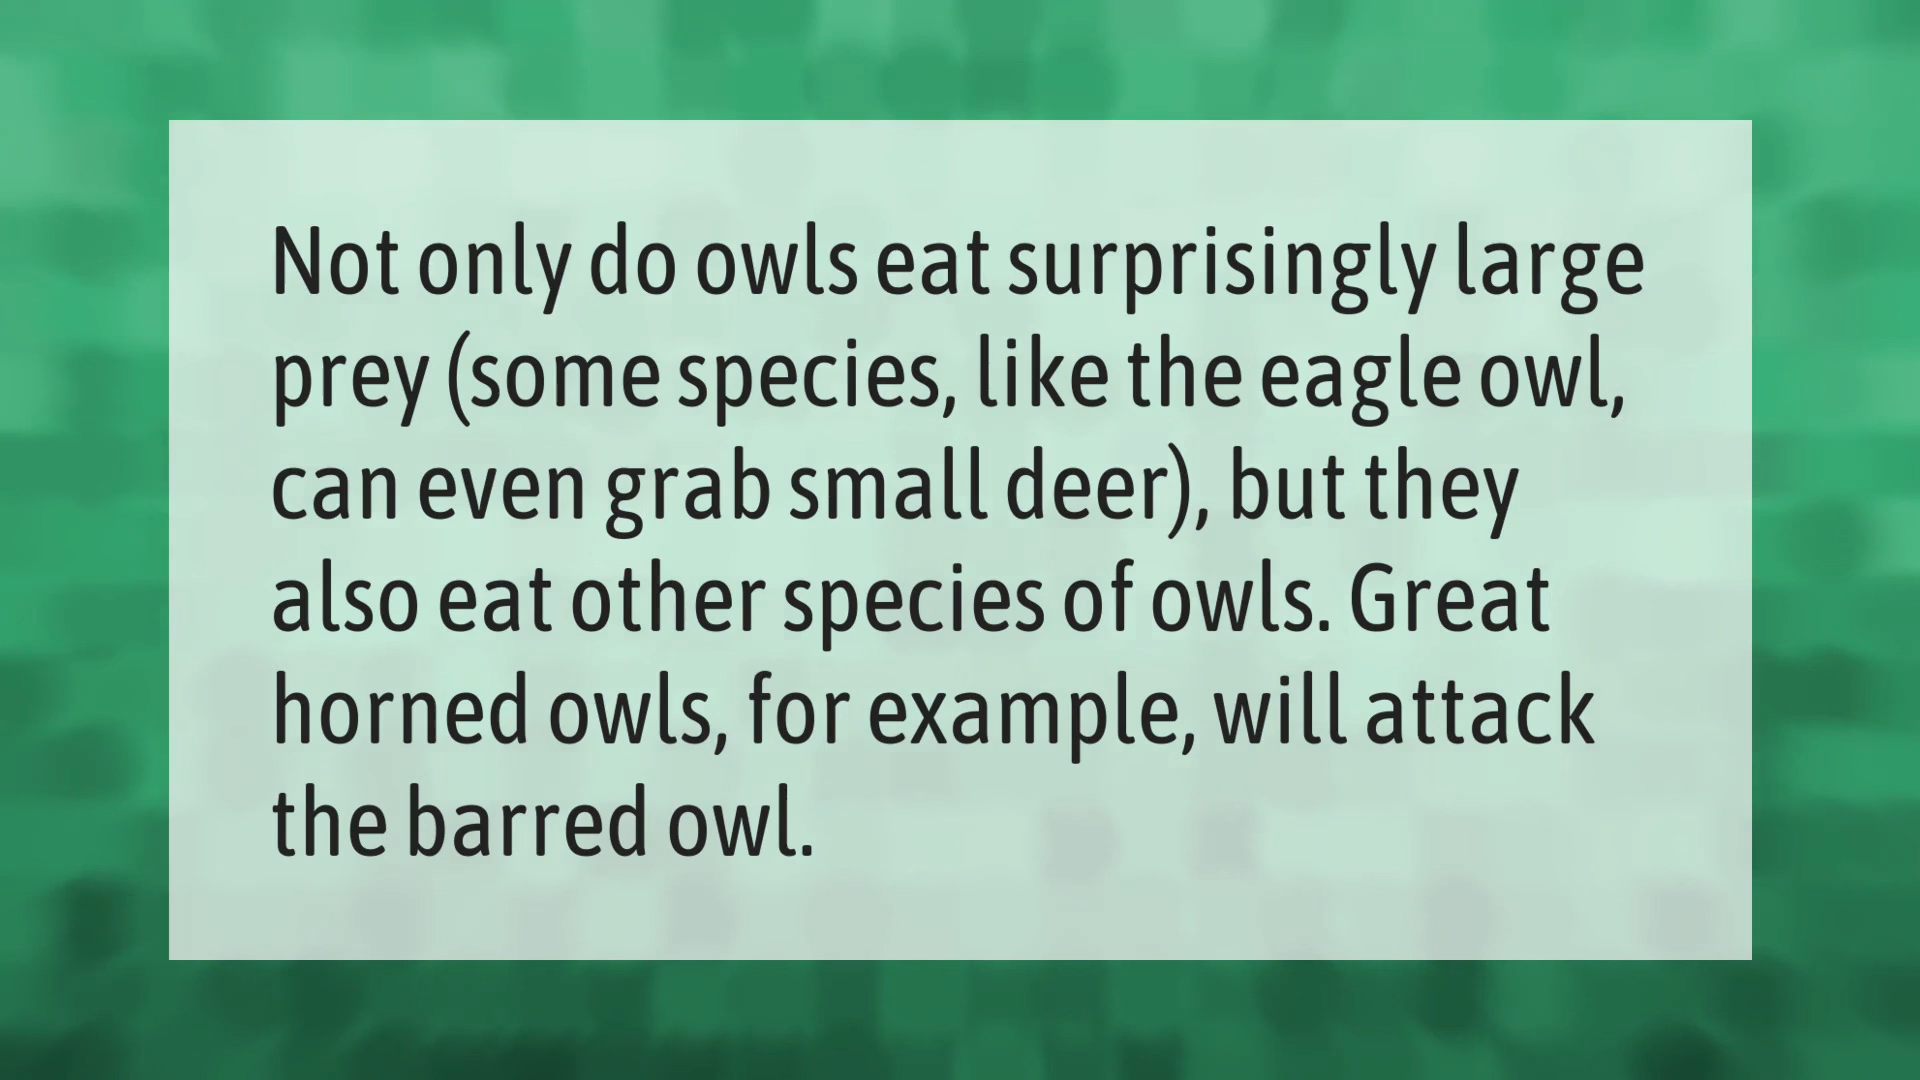 Not only do owls eat surprisingly large
prey (some species, like the eagle owl,
can even grab small deer), but they
also eat other species of owls. Great
horned owls, for example, will attack
the barred owl.